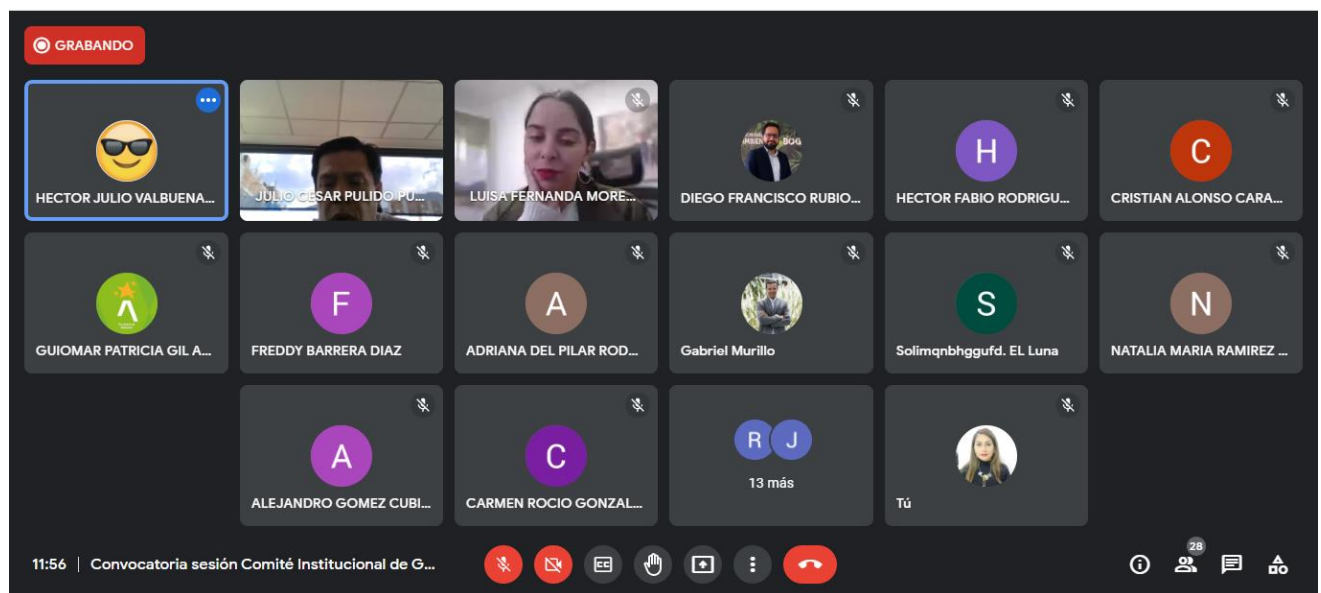 GRABANDO
HECTOR JULIO VALBUENA...
JULIO CESAR PULIDO PU...
LUISA FERNANDA MORE...
DIEGO FRANCISCO RUBIO...
H
HECTOR FABIO RODRIGU...
C
CRISTIAN ALONSO CARA...
GUIOMAR PATRICIA GIL A...
F
FREDDY BARRERA DIAZ
A
ADRIANA DEL PILAR ROD...
Gabriel Murillo
S
Solimqnbhggufd. EL Luna
N
NATALIA MARIA RAMIREZ ...
A
ALEJANDRO GOMEZ CUBI...
C
CARMEN ROCIO GONZAL...
R J
13 más
Tú
11:56 | Convocatoria sesión Comité Institucional de G...
CC
28